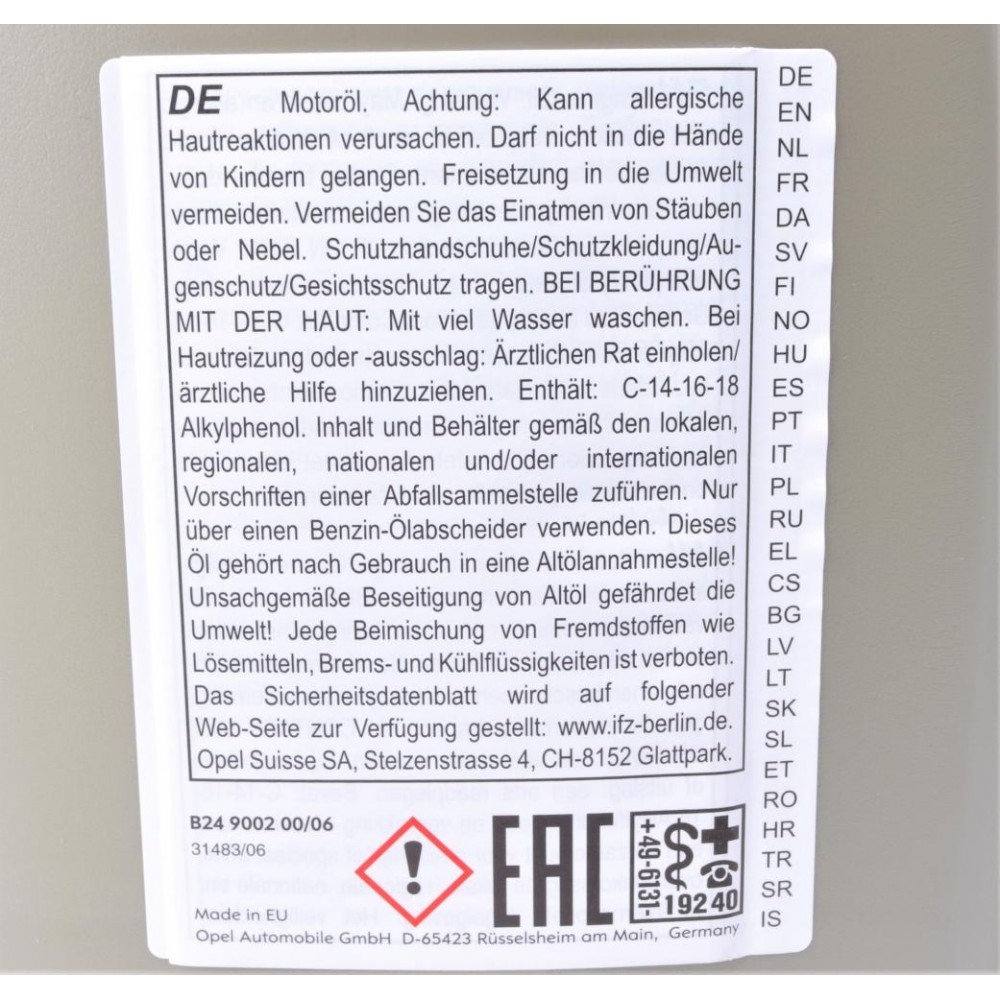 DE Motoröl. Achtung: Kann allergische
Hautreaktionen verursachen. Darf nicht in die Hände
von Kindern gelangen. Freisetzung in die Umwelt
vermeiden. Vermeiden Sie das Einatmen von Stäuben
oder Nebel. Schutzhandschuhe/Schutzkleidung/Au-
genschutz/Gesichtsschutz tragen. BEI BERÜHRUNG
MIT DER HAUT: Mit viel Wasser waschen. Bei
Hautreizung oder -ausschlag: Ärztlichen Rat einholen/
ärztliche Hilfe hinzuziehen. Enthält: C-14-16-18
Alkylphenol. Inhalt und Behälter gemäß den lokalen,
regionalen, nationalen und/oder internationalen
Vorschriften einer Abfallsammelstelle zuführen. Nur
über einen Benzin-Ölabscheider verwenden. Dieses
Öl gehört nach Gebrauch in eine Altölannahmestelle!
Unsachgemäße Beseitigung von Altöl gefährdet die
Umwelt! Jede Beimischung von Fremdstoffen wie
Lösemitteln, Brems- und Kühlflüssigkeiten ist verboten.
Das Sicherheitsdatenblatt wird auf folgender
Web-Seite zur Verfügung gestellt: www.ifz-berlin.de.
Opel Suisse SA, Stelzenstrasse 4, CH-8152 Glattpark.
B24 9002 00/06
31483/06
Made in EU
Opel Automobile GmbH D-65423 Rüsselsheim am Main, Germany
EAC
+49-6131-
19240
DE
EN
NL
FR
DA
SV
FI
NO
HU
ES
PT
IT
PL
RU
EL
CS
BG
LV
LT
SK
SL
ET
RO
HR
TR
SR
IS